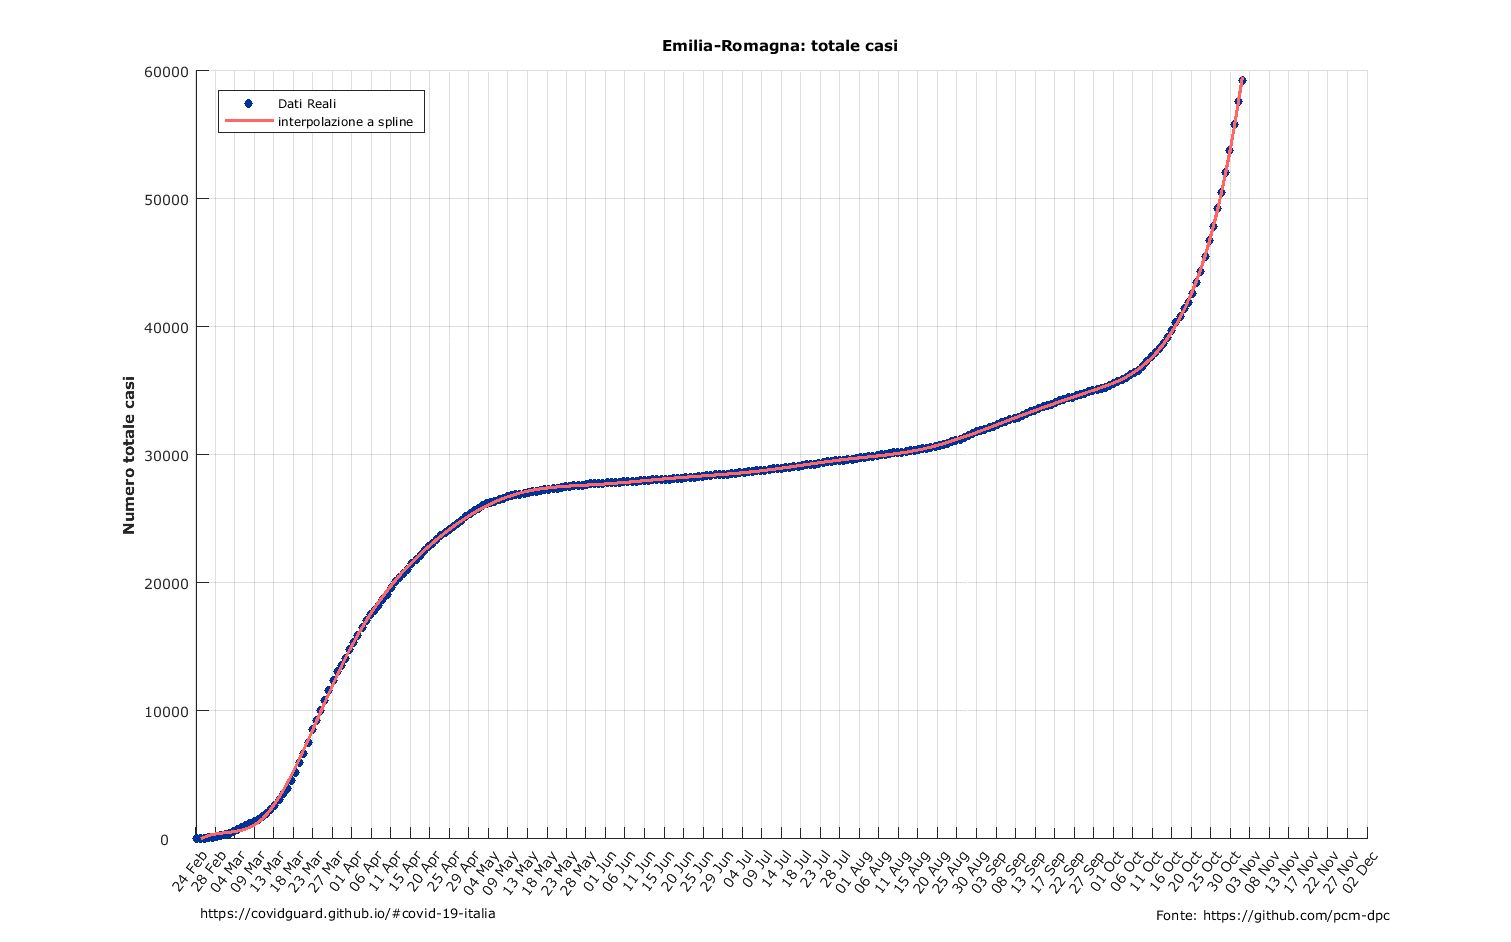 Emilia-Romagna: totale casi
60000
50000
40000
30000
20000
10000
0
Numero totale casi
Dati Reali
interpolazione a spline
24 Feb
28 Feb
04 Mar
09 Mar
13 Mar
18 Mar
23 Mar
27 Mar
01 Apr
06 Apr
11 Apr
15 Apr
20 Apr
25 Apr
29 Apr
04 May
09 May
13 May
18 May
23 May
28 May
01 Jun
06 Jun
11 Jun
15 Jun
20 Jun
25 Jun
29 Jun
04 Jul
09 Jul
14 Jul
18 Jul
23 Jul
28 Jul
01 Aug
06 Aug
11 Aug
15 Aug
20 Aug
25 Aug
30 Aug
03 Sep
08 Sep
13 Sep
17 Sep
22 Sep
27 Sep
01 Oct
06 Oct
11 Oct
16 Oct
20 Oct
25 Oct
30 Oct
03 Nov
08 Nov
13 Nov
17 Nov
22 Nov
27 Nov
02 Dec
https://covidguard.github.io/#covid-19-italia
Fonte: https://github.com/pcm-dpc